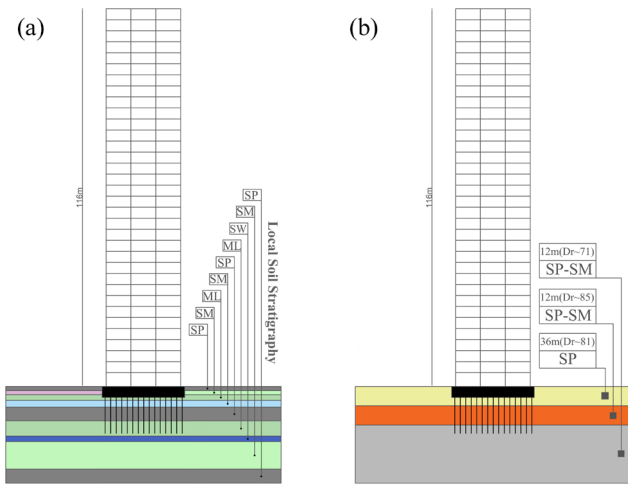 (a)
116m
SP
SM
SW
ML
SP
SM
ML
SM
SP
Local Soil Stratigraphy
(b)
116m
12m(Dr~71)
SP-SM
12m(Dr~85)
SP-SM
36m(Dr~81)
SP